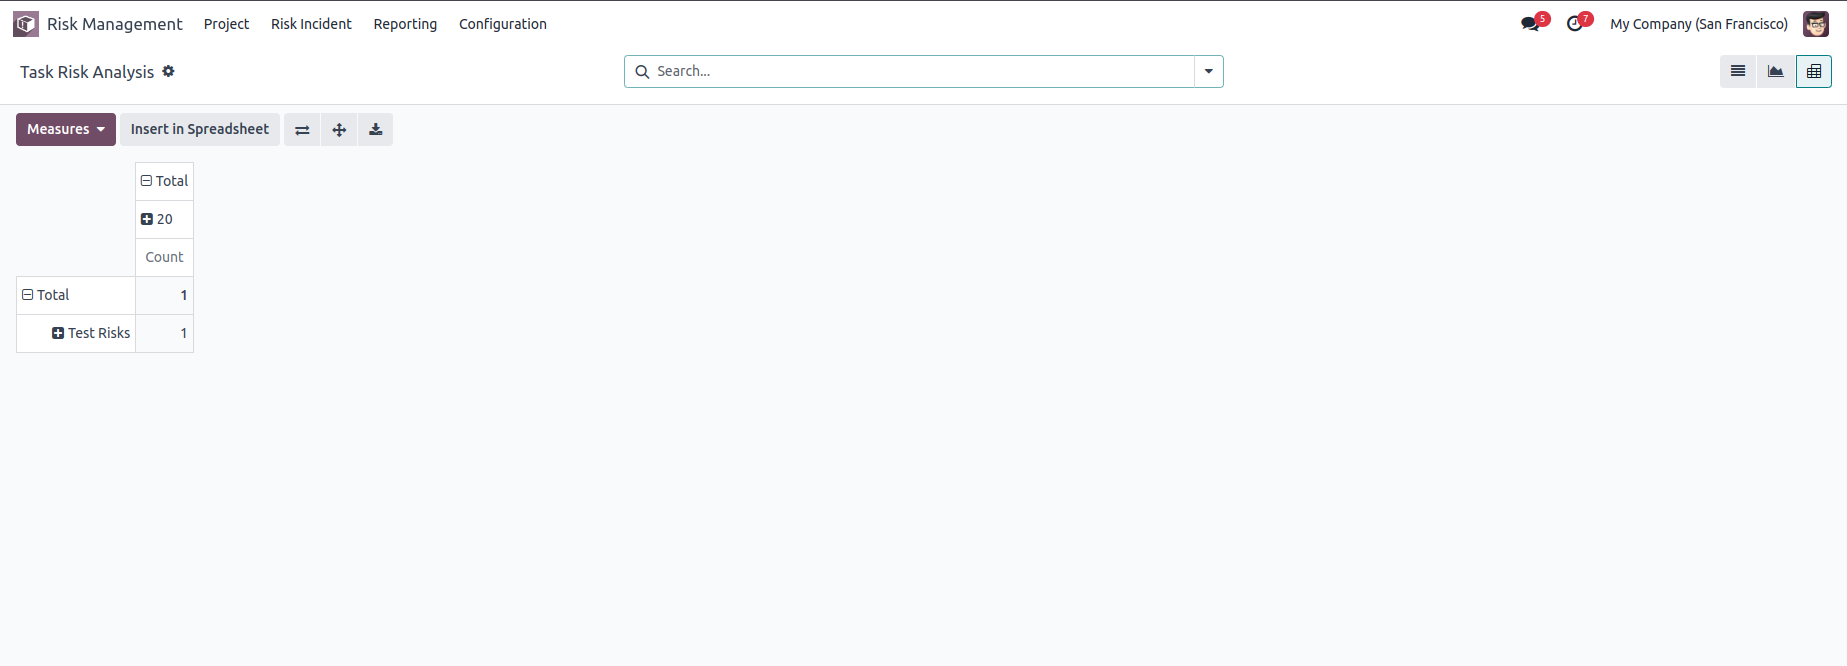 Risk Management Project Risk Incident Reporting Configuration 5 7 My Company (San Francisco)
Task Risk Analysis Search...
Measures Insert in Spreadsheet
Total
20
Count
Total 1
Test Risks 1